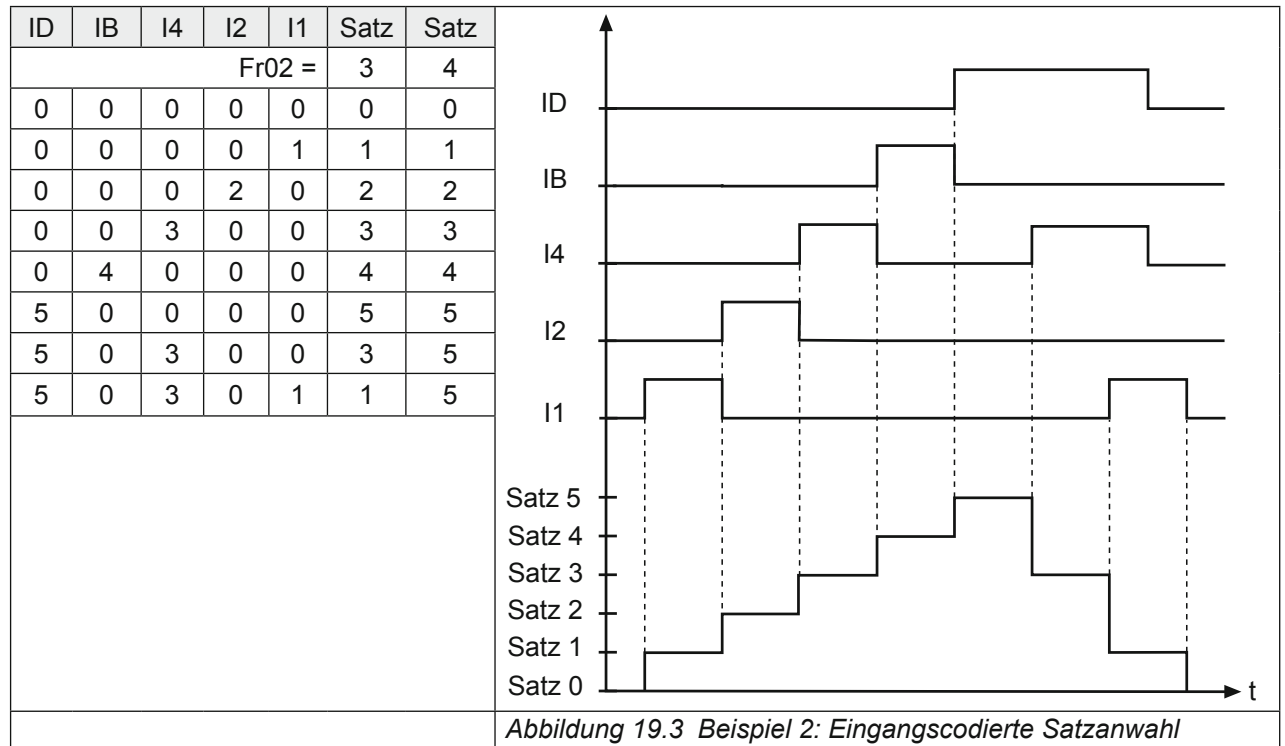 ID IB I4 I2 I1 Satz Satz
Fr02 = 3 4
0 0 0 0 0 0 0
0 0 0 0 1 1 1
0 0 0 2 0 2 2
0 0 3 0 0 3 3
0 4 0 0 0 4 4
5 0 0 0 0 5 5
5 0 3 0 0 3 5
5 0 3 0 1 1 5
ID
IB
I4
I2
I1
Satz 5
Satz 4
Satz 3
Satz 2
Satz 1
Satz 0
t
Abbildung 19.3 Beispiel 2: Eingangscodierte Satzanwahl